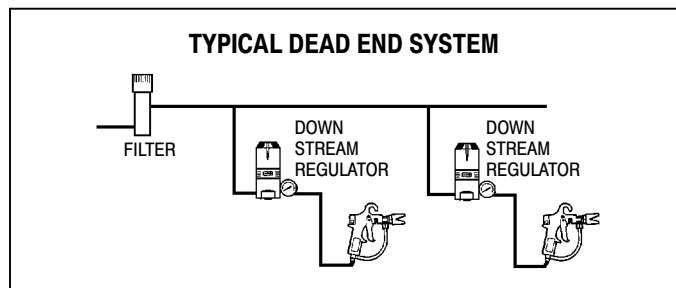 TYPICAL DEAD END SYSTEM
FILTER
DOWN
STREAM
REGULATOR
DOWN
STREAM
REGULATOR